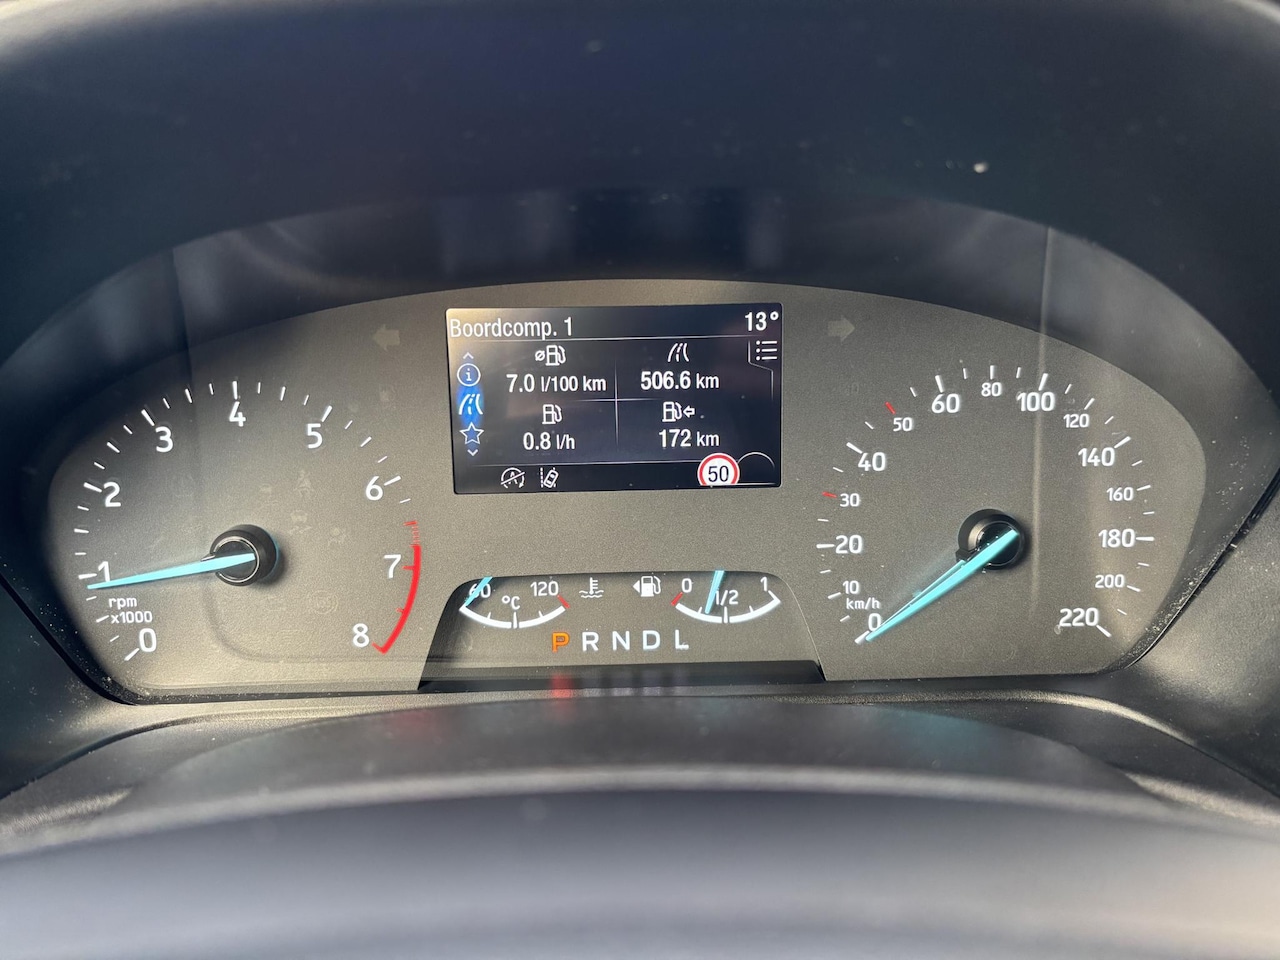 Boordcomp. 1 13°
7.0 l/100 km 506.6 km
0.8 l/h 172 km
50
0 1 2 3 4 5 6 7 8
rpm
x1000
60 120
°C
0 1/2 1
P R N D L
0 10 20 30 40 50 60 80 100 120 140 160 180 200 220
km/h